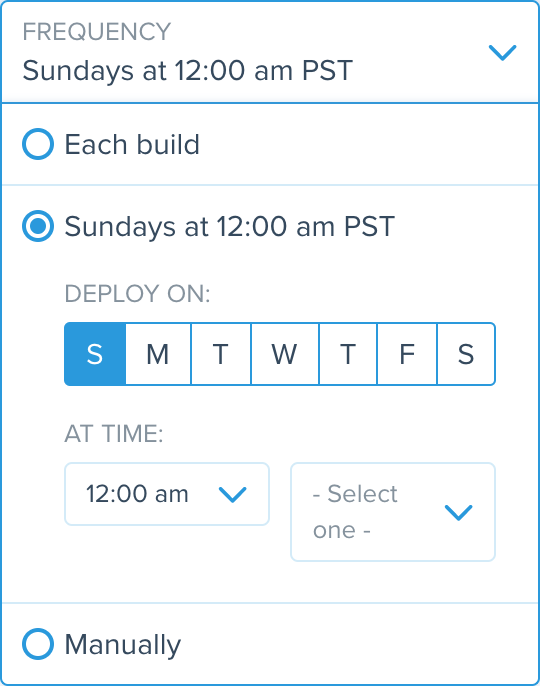 FREQUENCY
Sundays at 12:00 am PST
Each build
Sundays at 12:00 am PST
DEPLOY ON:
S M T W T F S
AT TIME:
12:00 am
- Select
one -
Manually